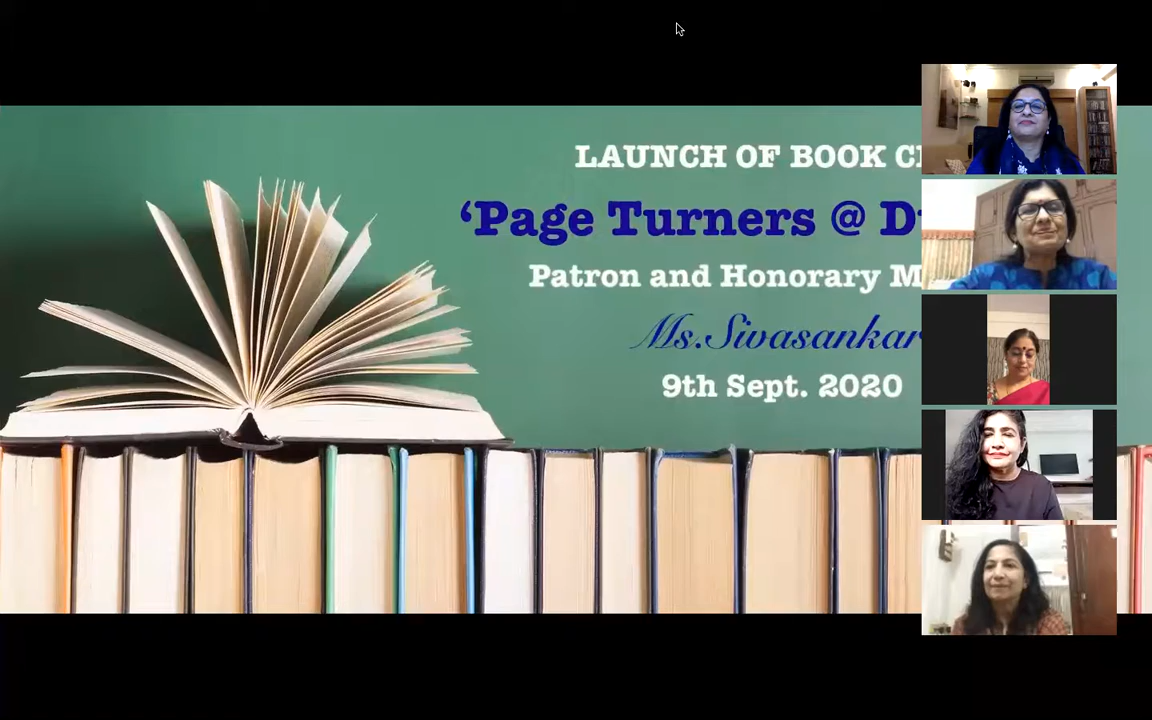 LAUNCH OF BOOK
‘Page Turners @
Patron and Honorary
Ms. Sivasankar
9th Sept. 2020